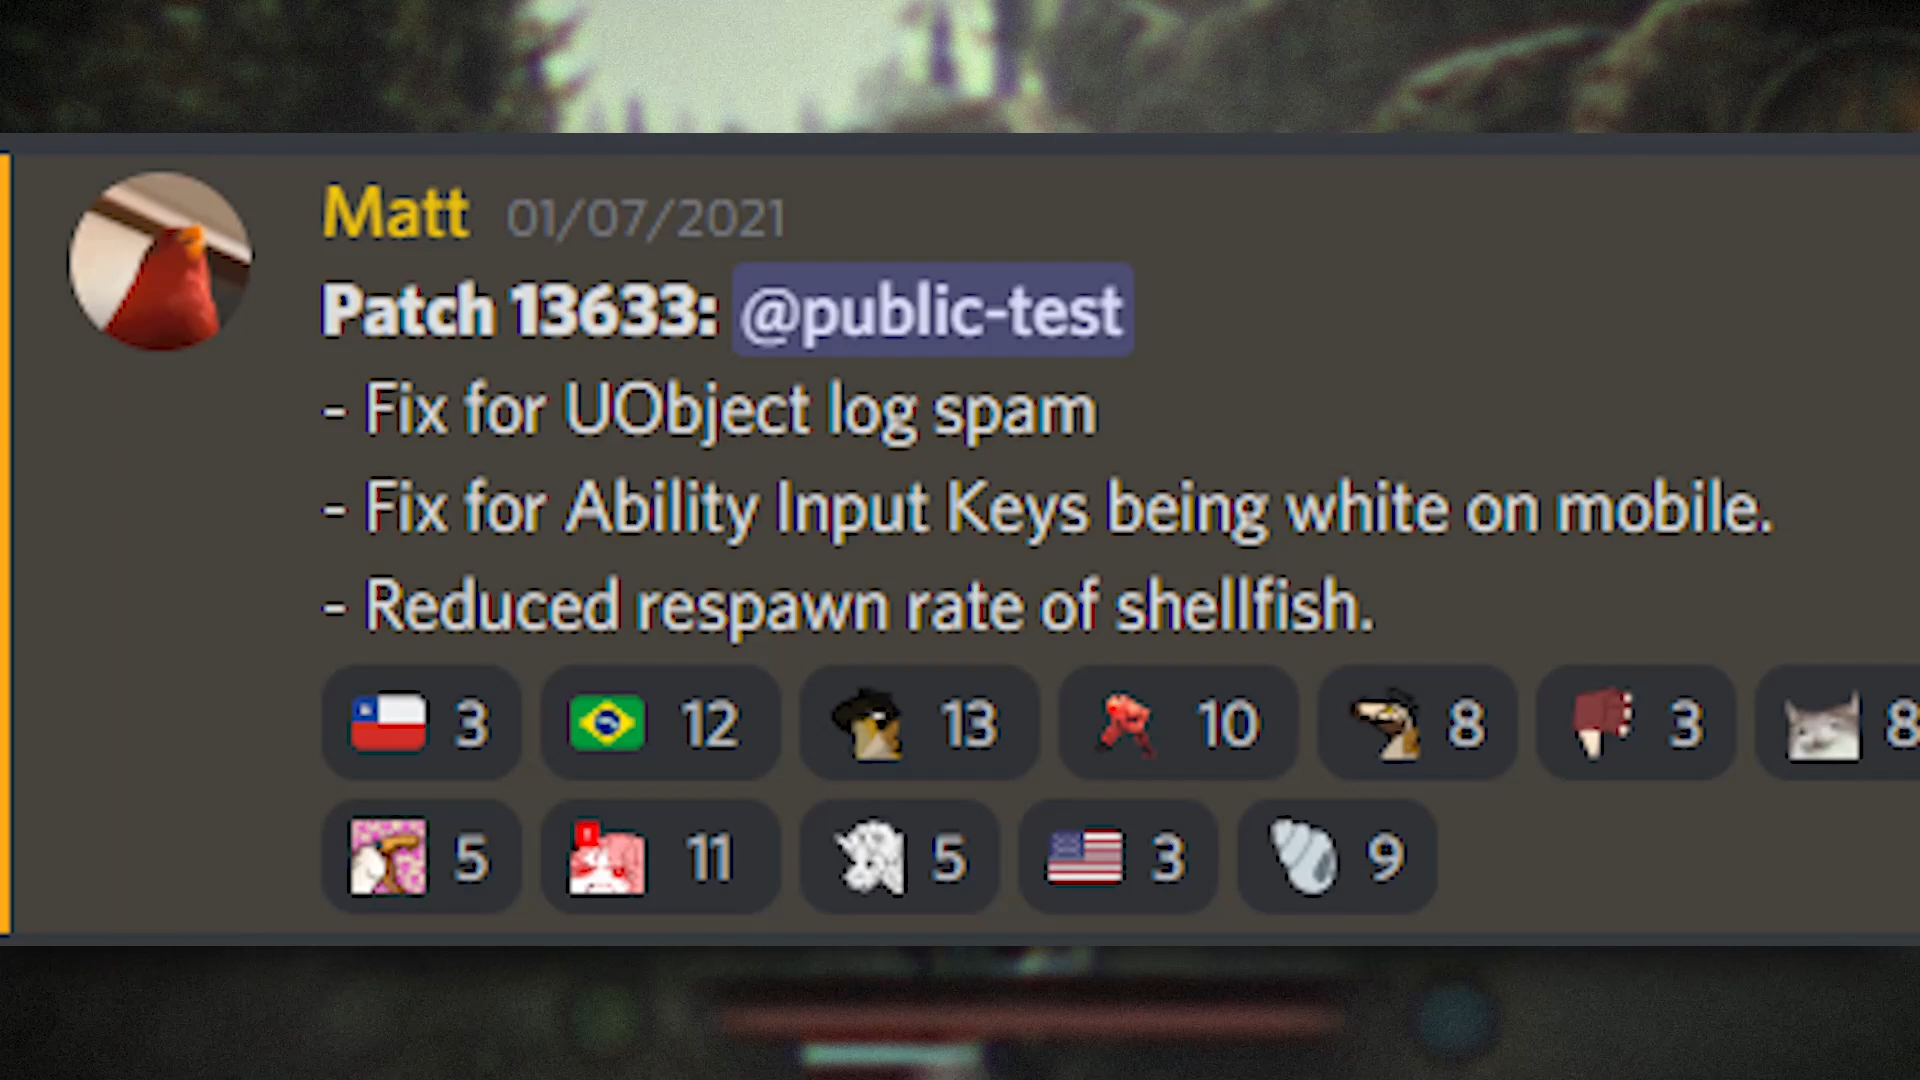 Matt 01/07/2021
Patch 13633: @public-test
- Fix for UObject log spam
- Fix for Ability Input Keys being white on mobile.
- Reduced respawn rate of shellfish.
3 12 13 10 8 3 8
5 11 5 3 9